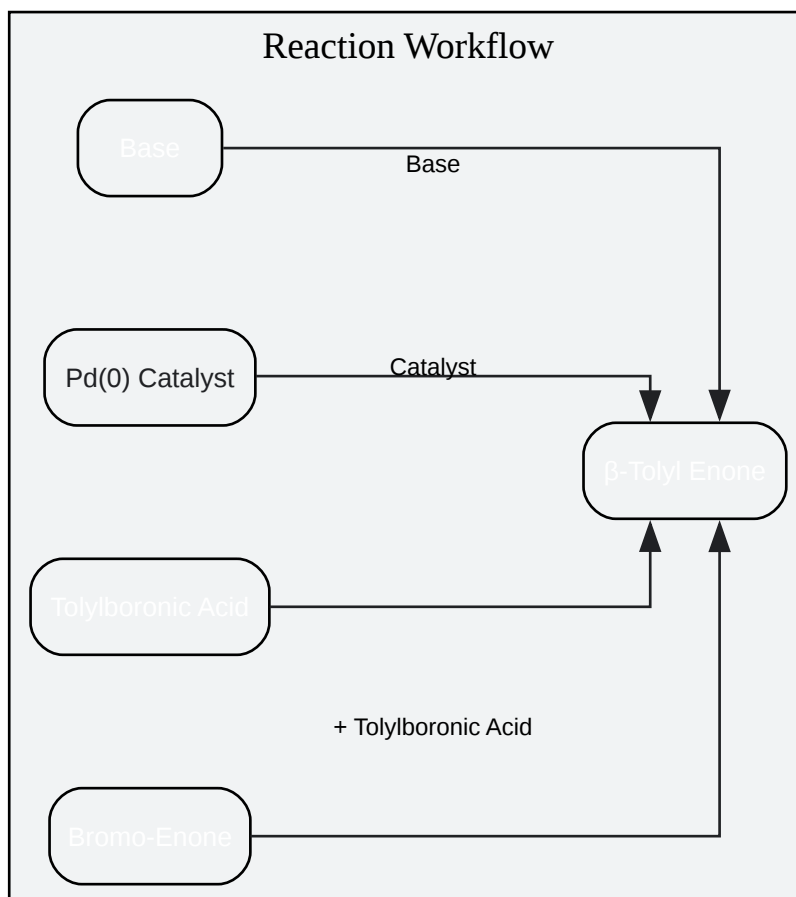 Reaction Workflow
Base
Base
Pd(0) Catalyst
Catalyst
β-Tolyl Enone
Tolylboronic Acid
+ Tolylboronic Acid
Bromo-Enone